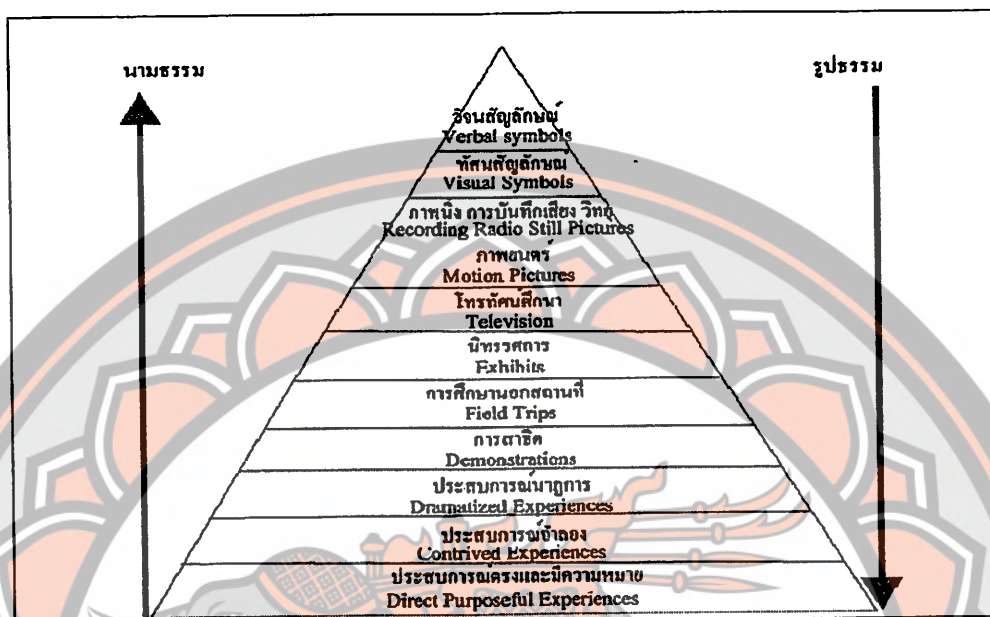 นามธรรม
รูปธรรม
วัจนสัญลักษณ์
Verbal symbols
ทัศนสัญลักษณ์
Visual Symbols
ภาพนิ่ง การบันทึกเสียง วิทยุ
Recording Radio Still Pictures
ภาพยนตร์
Motion Pictures
โทรทัศน์ศึกษา
Television
นิทรรศการ
Exhibits
การศึกษานอกสถานที่
Field Trips
การสาธิต
Demonstrations
ประสบการณ์นาฏการ
Dramatized Experiences
ประสบการณ์จำลอง
Contrived Experiences
ประสบการณ์ตรงและมีความหมาย
Direct Purposeful Experiences